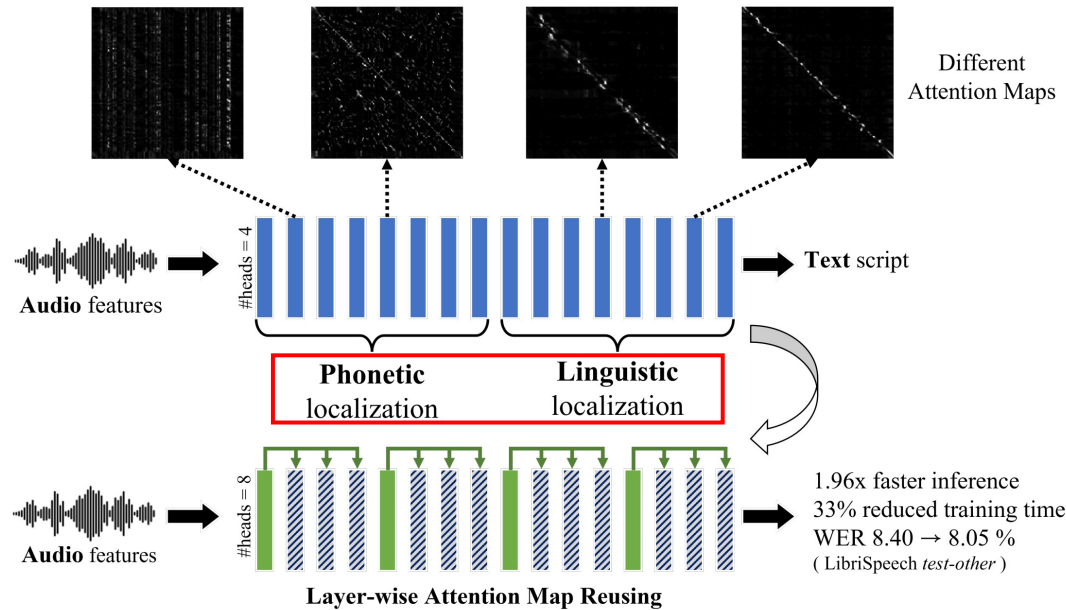 Different
Attention Maps
#heads = 4
Audio features
Text script
Phonetic
localization
Linguistic
localization
#heads = 8
Audio features
1.96x faster inference
33% reduced training time
WER 8.40 → 8.05 %
( LibriSpeech test-other )
Layer-wise Attention Map Reusing